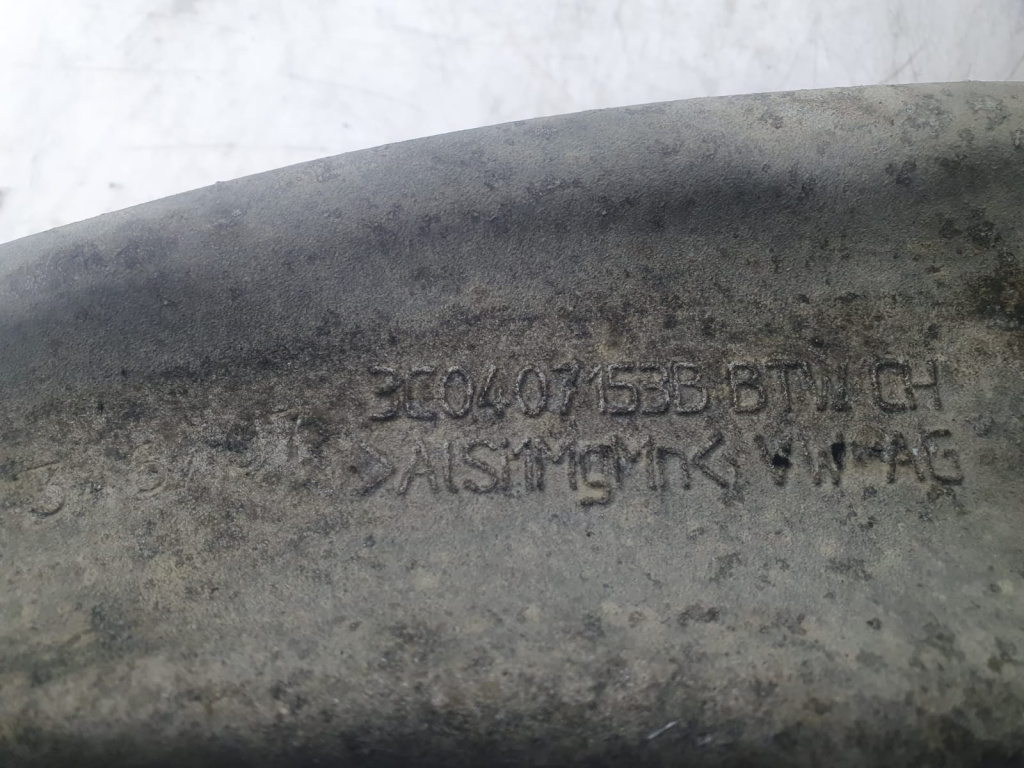 3C0407153B BTW CH
>AlSi1MgMn< VW AG